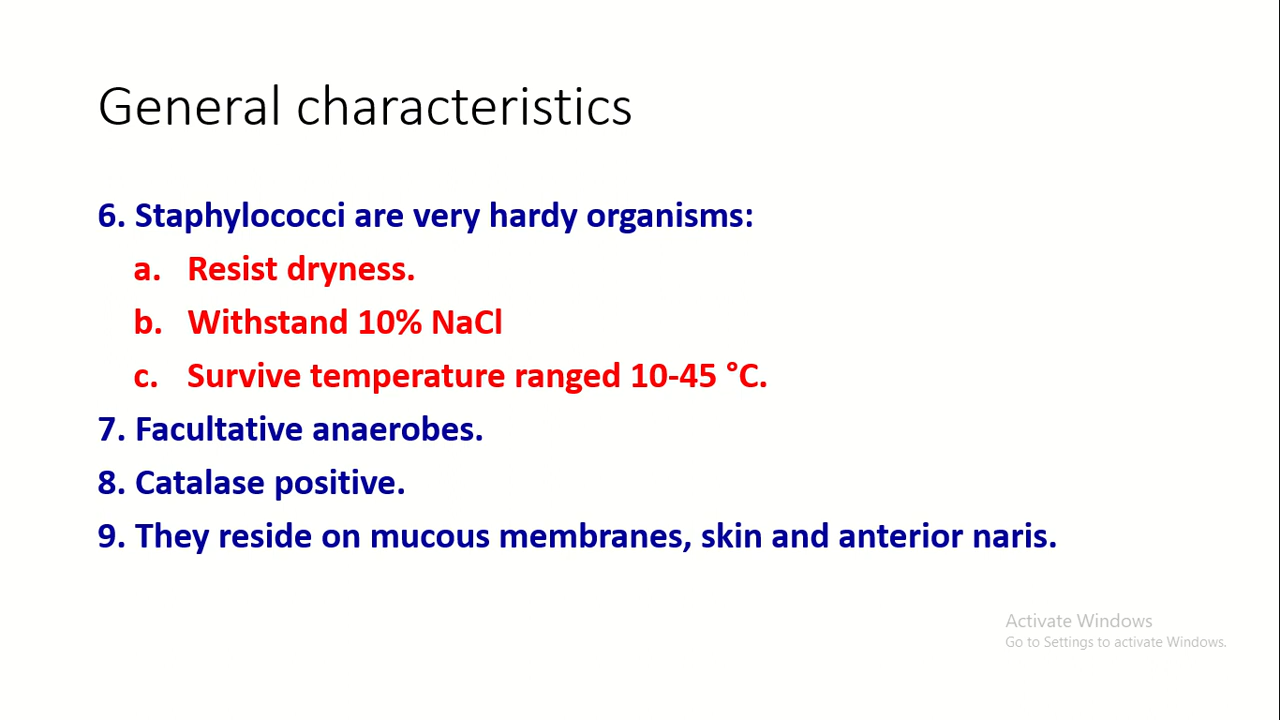 General characteristics
6. Staphylococci are very hardy organisms:
a. Resist dryness.
b. Withstand 10% NaCl
c. Survive temperature ranged 10-45 °C.
7. Facultative anaerobes.
8. Catalase positive.
9. They reside on mucous membranes, skin and anterior naris.
Activate Windows
Go to Settings to activate Windows.